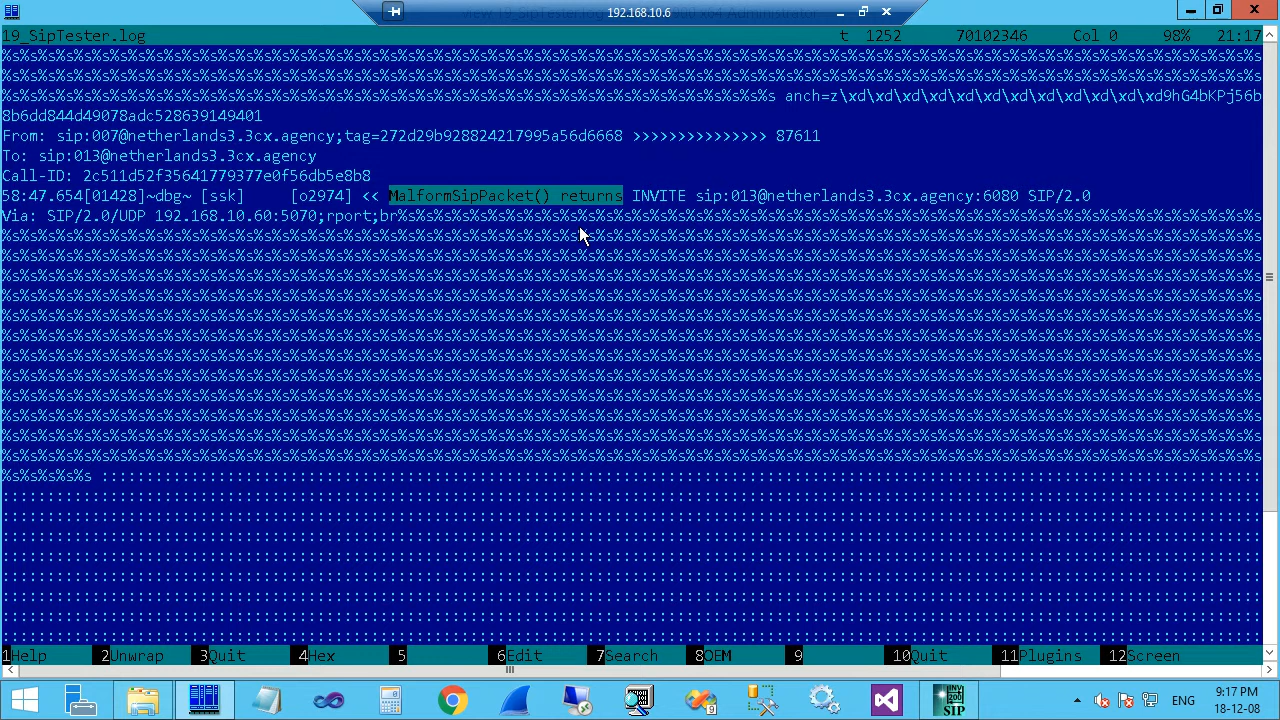 192.168.10.6
19_SipTester.log t 1252 70102346 Col 0 98% 21:17
%s%s%s%s%s%s%s%s%s%s%s%s%s%s%s%s%s%s%s%s anch=z\xd\xd\xd\xd\xd\xd\xd\xd\xd\xd\xd\xd\xd9hG4bKPj56b
8b6dd844d49078adc528639149401
From: sip:007@netherlands3.3cx.agency;tag=272d29b928824217995a56d6668 >>>>>>>>>>>>>>> 87611
To: sip:013@netherlands3.3cx.agency
Call-ID: 2c511d52f35641779377e0f56db5e8b8
58:47.654[01428]~dbg~ [ssk] [o2974] << MalformSipPacket() returns INVITE sip:013@netherlands3.3cx.agency:6080 SIP/2.0
Via: SIP/2.0/UDP 192.168.10.60:5070;rport;br%s%s%s%s%s%s%s%s%s%s%s%s%s%s%s%s%s%s%s%s
%s%s%s%s%s ::::::::::::::::::::::::::::::::::::::::
1Help 2Unwrap 3Quit 4Hex 5 6Edit 7Search 8OEM 9 10Quit 11Plugins 12Screen
ENG
9:17 PM
18-12-08
INV
200
SIP